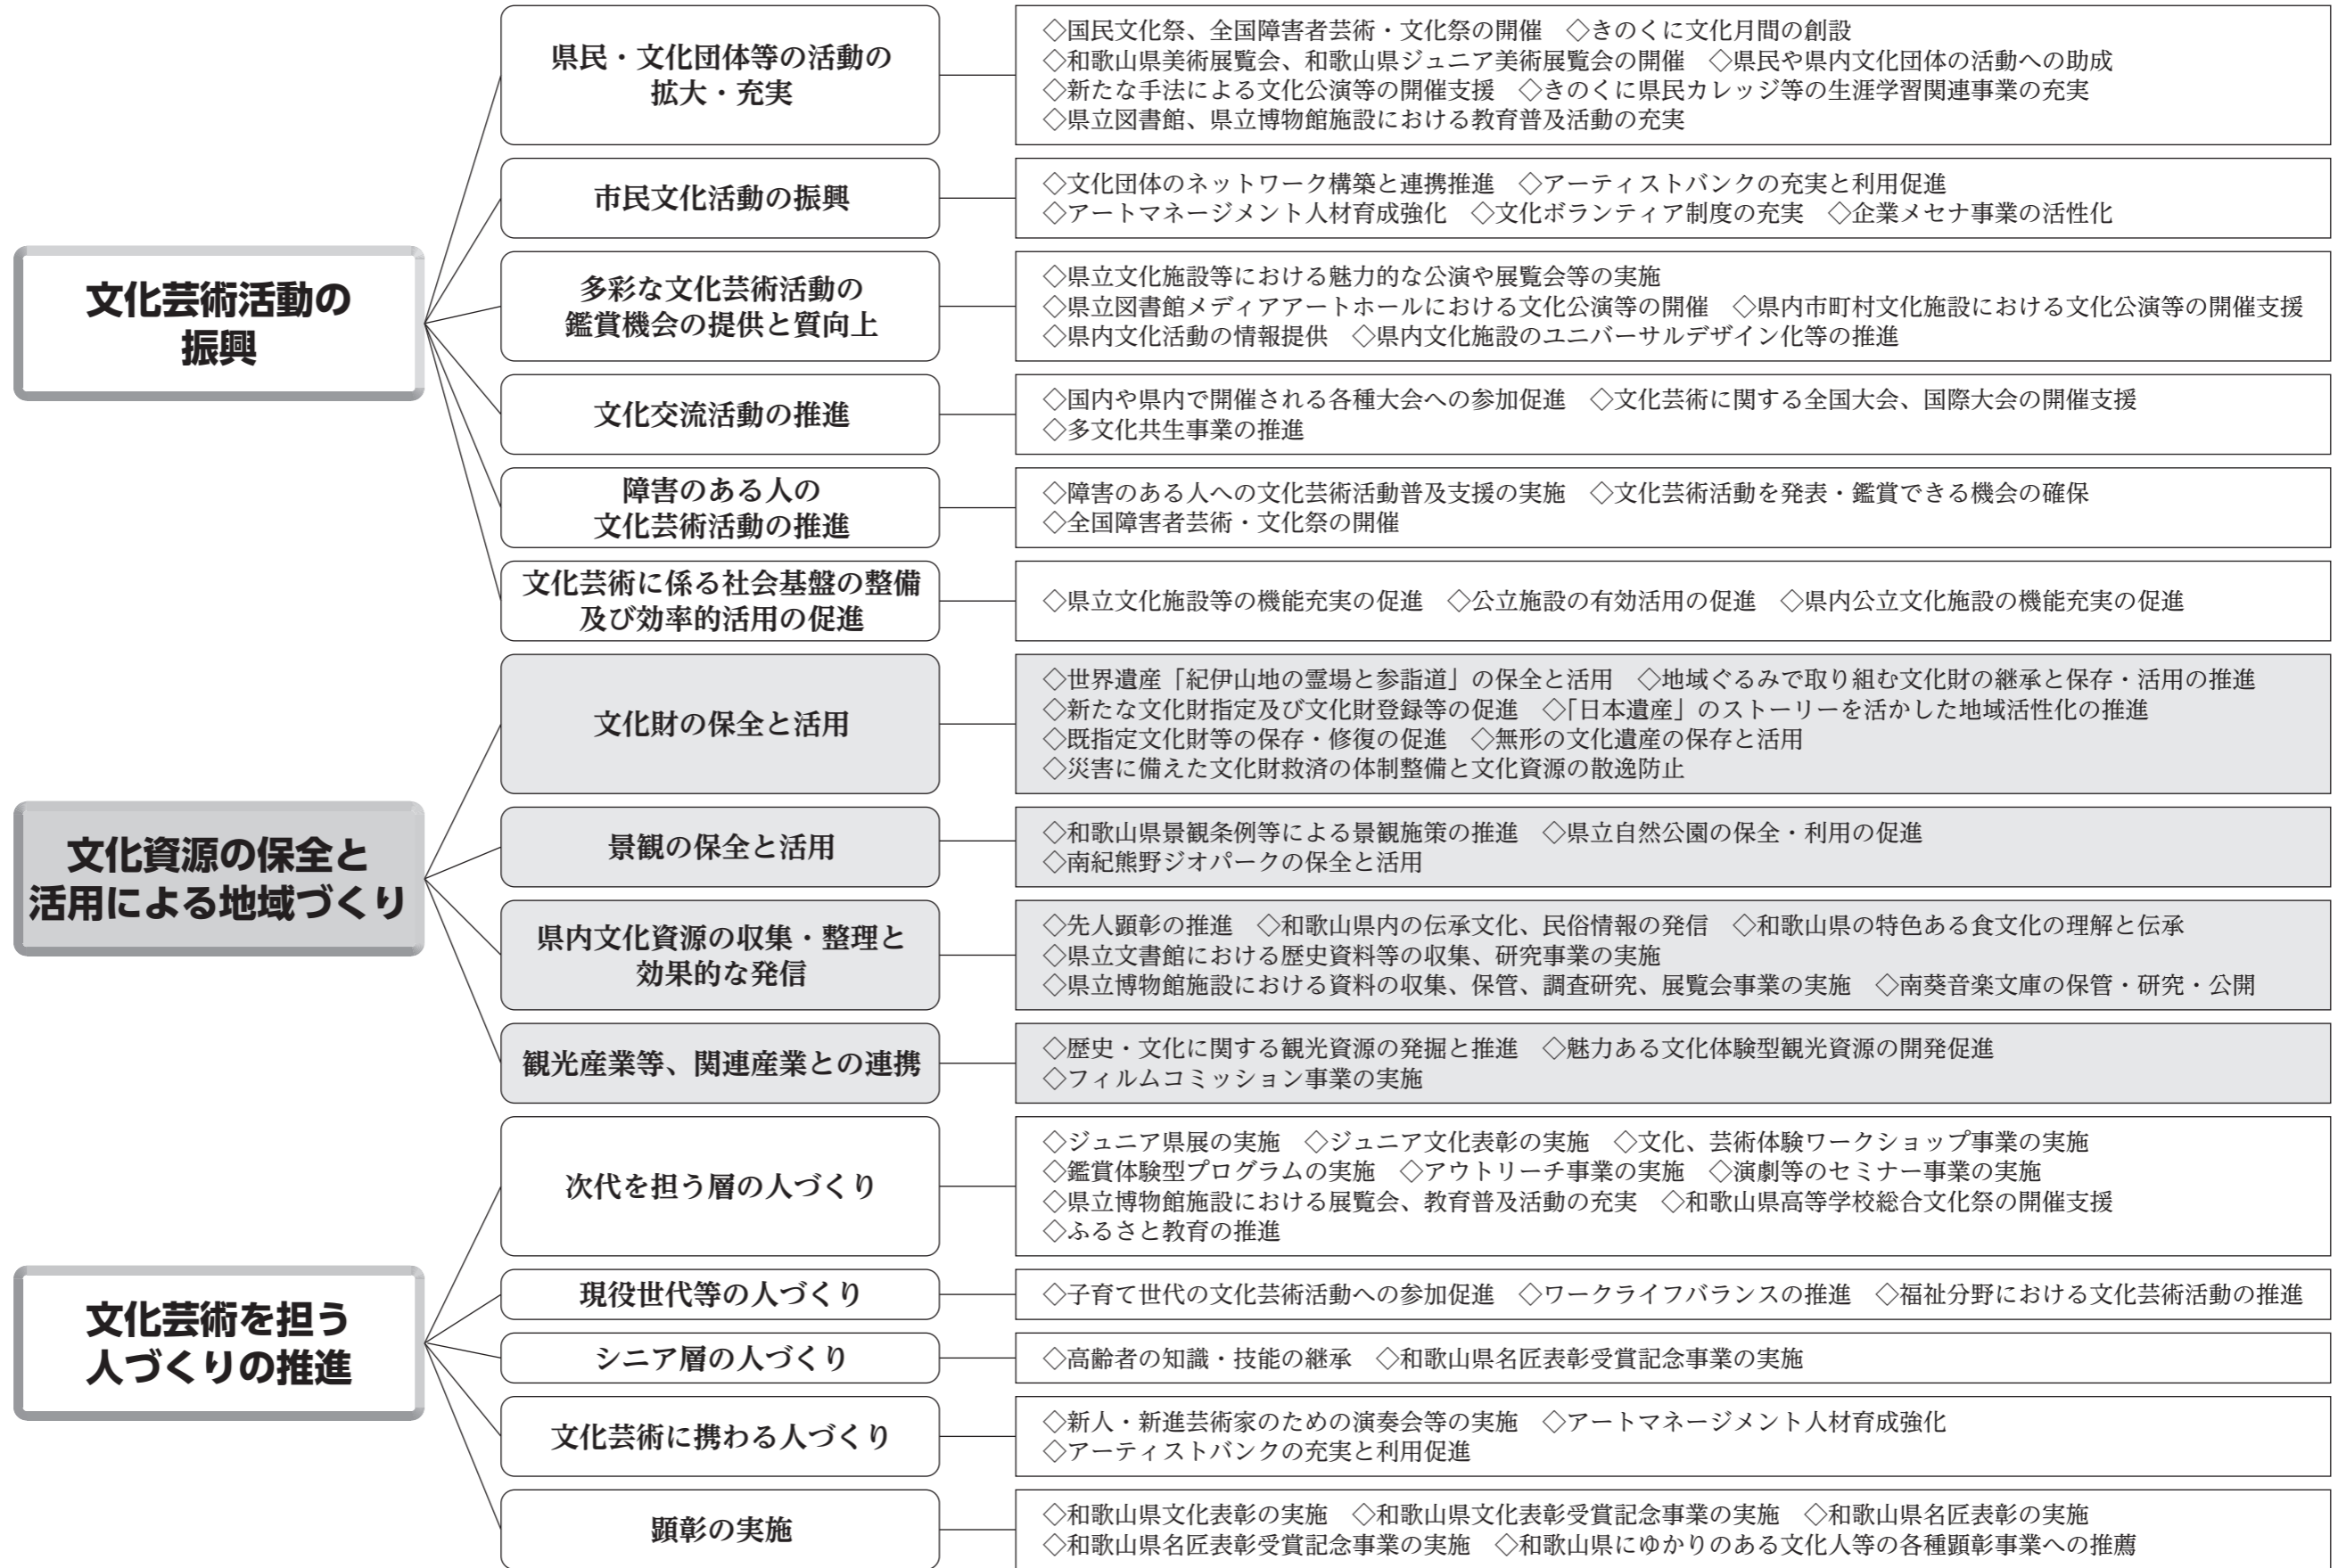 文化芸術活動の
振興
県民・文化団体等の活動の
拡大・充実
◇国民文化祭、全国障害者芸術・文化祭の開催　◇きのくに文化月間の創設
◇和歌山県美術展覧会、和歌山県ジュニア美術展覧会の開催　◇県民や県内文化団体の活動への助成
◇新たな手法による文化公演等の開催支援　◇きのくに県民カレッジ等の生涯学習関連事業の充実
◇県立図書館、県立博物館施設における教育普及活動の充実
市民文化活動の振興
◇文化団体のネットワーク構築と連携推進　◇アーティストバンクの充実と利用促進
◇アートマネージメント人材育成強化　◇文化ボランティア制度の充実　◇企業メセナ事業の活性化
多彩な文化芸術活動の
鑑賞機会の提供と質向上
◇県立文化施設等における魅力的な公演や展覧会等の実施
◇県立図書館メディアアートホールにおける文化公演等の開催　◇県内市町村文化施設における文化公演等の開催支援
◇県内文化活動の情報提供　◇県内文化施設のユニバーサルデザイン化等の推進
文化交流活動の推進
◇国内や県内で開催される各種大会への参加促進　◇文化芸術に関する全国大会、国際大会の開催支援
◇多文化共生事業の推進
障害のある人の
文化芸術活動の推進
◇障害のある人への文化芸術活動普及支援の実施　◇文化芸術活動を発表・鑑賞できる機会の確保
◇全国障害者芸術・文化祭の開催
文化芸術に係る社会基盤の整備
及び効率的活用の促進
◇県立文化施設等の機能充実の促進　◇公立施設の有効活用の促進　◇県内公立文化施設の機能充実の促進
文化資源の保全と
活用による地域づくり
文化財の保全と活用
◇世界遺産「紀伊山地の霊場と参詣道」の保全と活用　◇地域ぐるみで取り組む文化財の継承と保存・活用の推進
◇新たな文化財指定及び文化財登録等の促進　◇「日本遺産」のストーリーを活かした地域活性化の推進
◇既指定文化財等の保存・修復の促進　◇無形の文化遺産の保存と活用
◇災害に備えた文化財救済の体制整備と文化資源の散逸防止
景観の保全と活用
◇和歌山県景観条例等による景観施策の推進　◇県立自然公園の保全・利用の促進
◇南紀熊野ジオパークの保全と活用
県内文化資源の収集・整理と
効果的な発信
◇先人顕彰の推進　◇和歌山県内の伝承文化、民俗情報の発信　◇和歌山県の特色ある食文化の理解と伝承
◇県立文書館における歴史資料等の収集、研究事業の実施
◇県立博物館施設における資料の収集、保管、調査研究、展覧会事業の実施　◇南葵音楽文庫の保管・研究・公開
観光産業等、関連産業との連携
◇歴史・文化に関する観光資源の発掘と推進　◇魅力ある文化体験型観光資源の開発促進
◇フィルムコミッション事業の実施
文化芸術を担う
人づくりの推進
次代を担う層の人づくり
◇ジュニア県展の実施　◇ジュニア文化表彰の実施　◇文化、芸術体験ワークショップ事業の実施
◇鑑賞体験型プログラムの実施　◇アウトリーチ事業の実施　◇演劇等のセミナー事業の実施
◇県立博物館施設における展覧会、教育普及活動の充実　◇和歌山県高等学校総合文化祭の開催支援
◇ふるさと教育の推進
現役世代等の人づくり
◇子育て世代の文化芸術活動への参加促進　◇ワークライフバランスの推進　◇福祉分野における文化芸術活動の推進
シニア層の人づくり
◇高齢者の知識・技能の継承　◇和歌山県名匠表彰受賞記念事業の実施
文化芸術に携わる人づくり
◇新人・新進芸術家のための演奏会等の実施　◇アートマネージメント人材育成強化
◇アーティストバンクの充実と利用促進
顕彰の実施
◇和歌山県文化表彰の実施　◇和歌山県文化表彰受賞記念事業の実施　◇和歌山県名匠表彰の実施
◇和歌山県名匠表彰受賞記念事業の実施　◇和歌山県にゆかりのある文化人等の各種顕彰事業への推薦